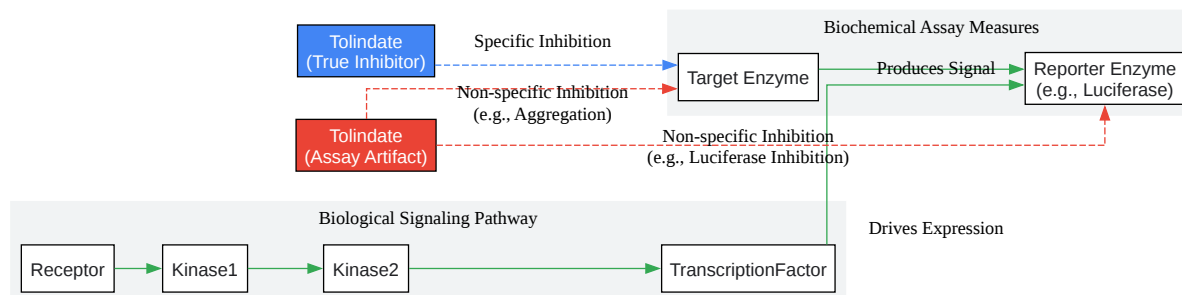 Biochemical Assay Measures
Tolindate
(True Inhibitor)
Specific Inhibition
Target Enzyme
Produces Signal
Reporter Enzyme
(e.g., Luciferase)
Non-specific Inhibition
(e.g., Aggregation)
Tolindate
(Assay Artifact)
Non-specific Inhibition
(e.g., Luciferase Inhibition)
Biological Signaling Pathway
Drives Expression
Receptor
Kinase1
Kinase2
TranscriptionFactor